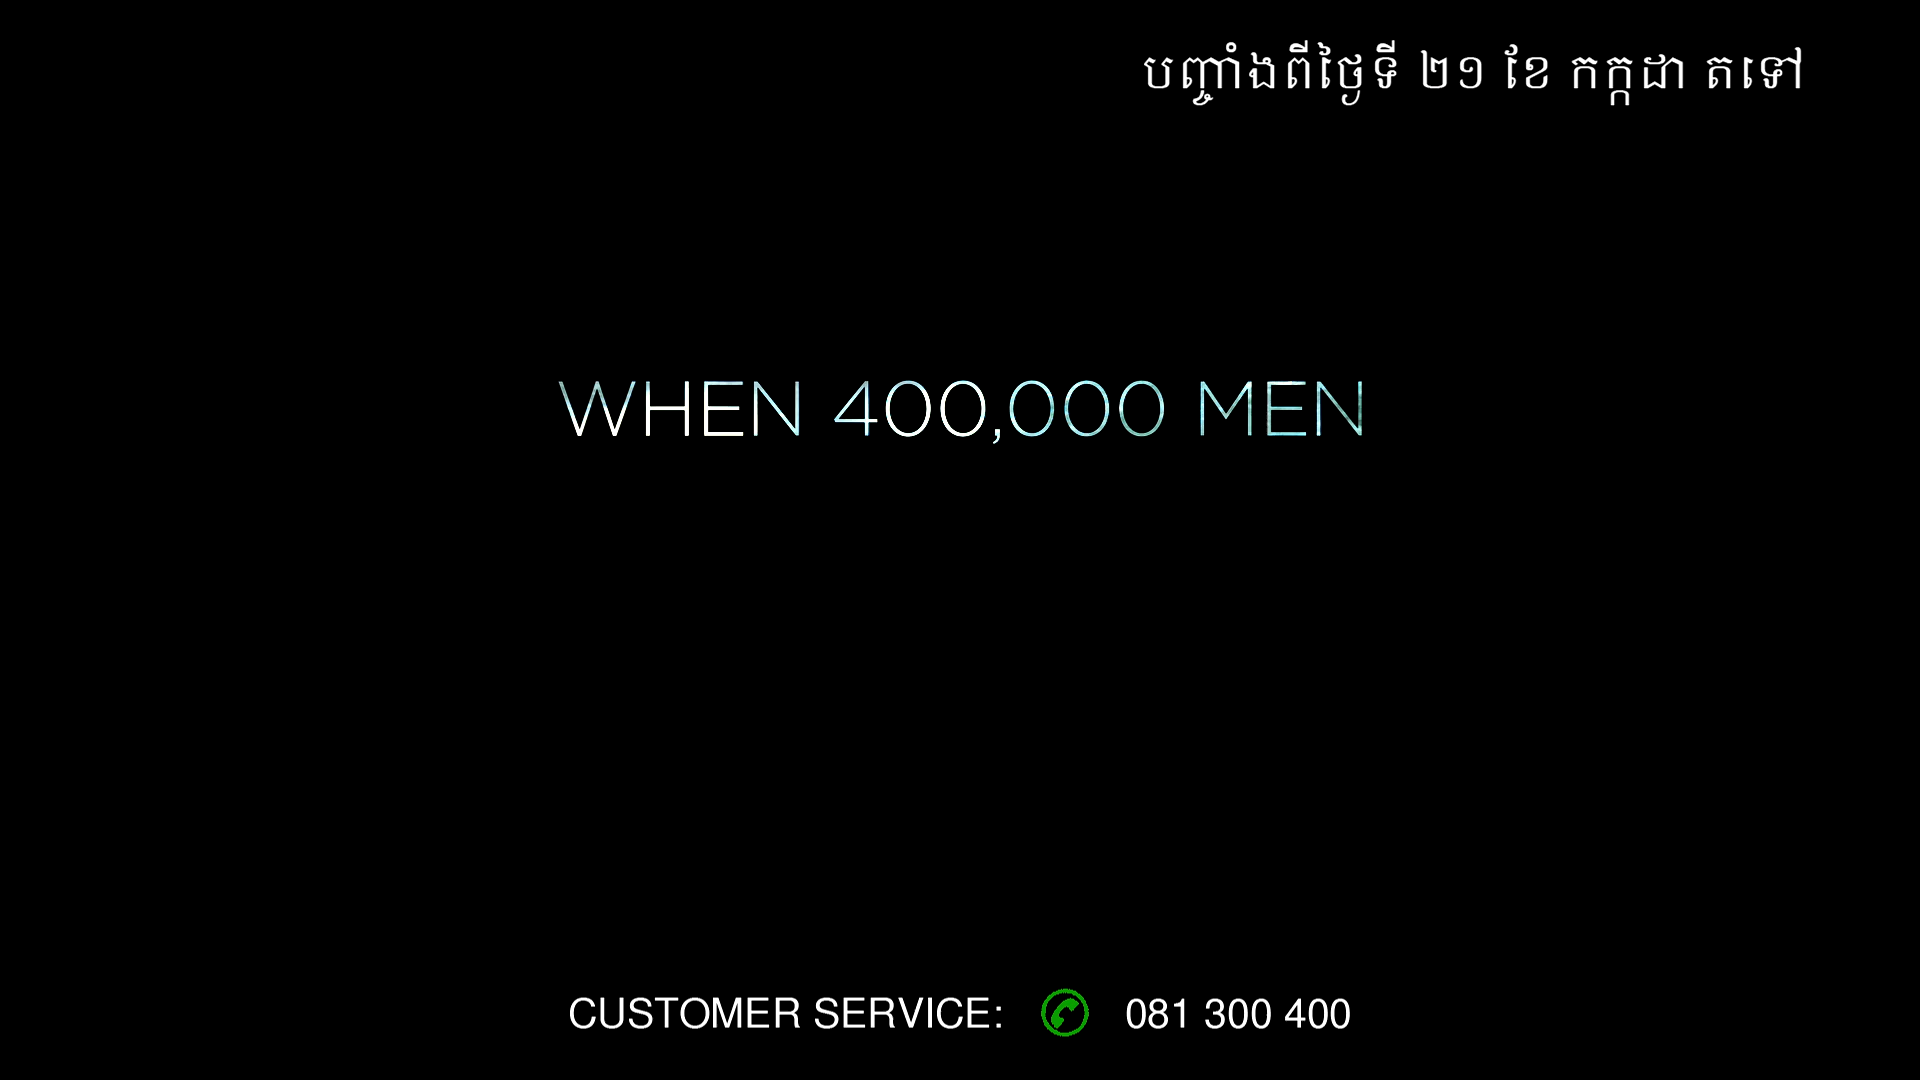 បញ្ចាំងពីថ្ងៃទី ២១ ខែ កក្កដា តទៅ
WHEN 400,000 MEN
CUSTOMER SERVICE: 081 300 400